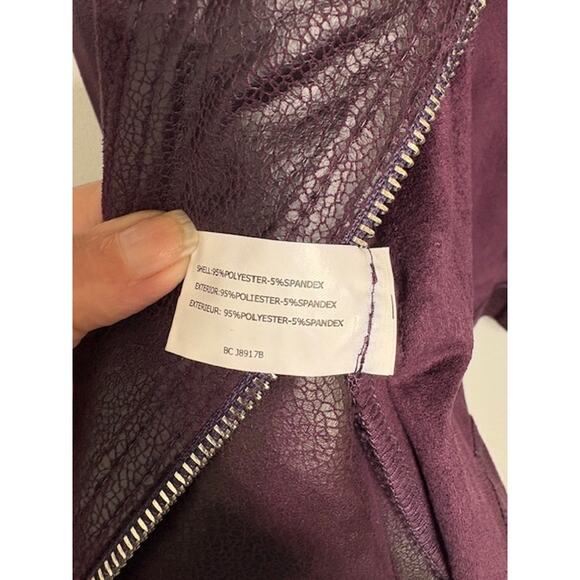 SHELL:95%POLYESTER-5%SPANDEX
EXTERIOR:95%POLIESTER-5%SPANDEX
EXTERIEUR: 95%POLYESTER-5%SPANDEX
BC J8917B